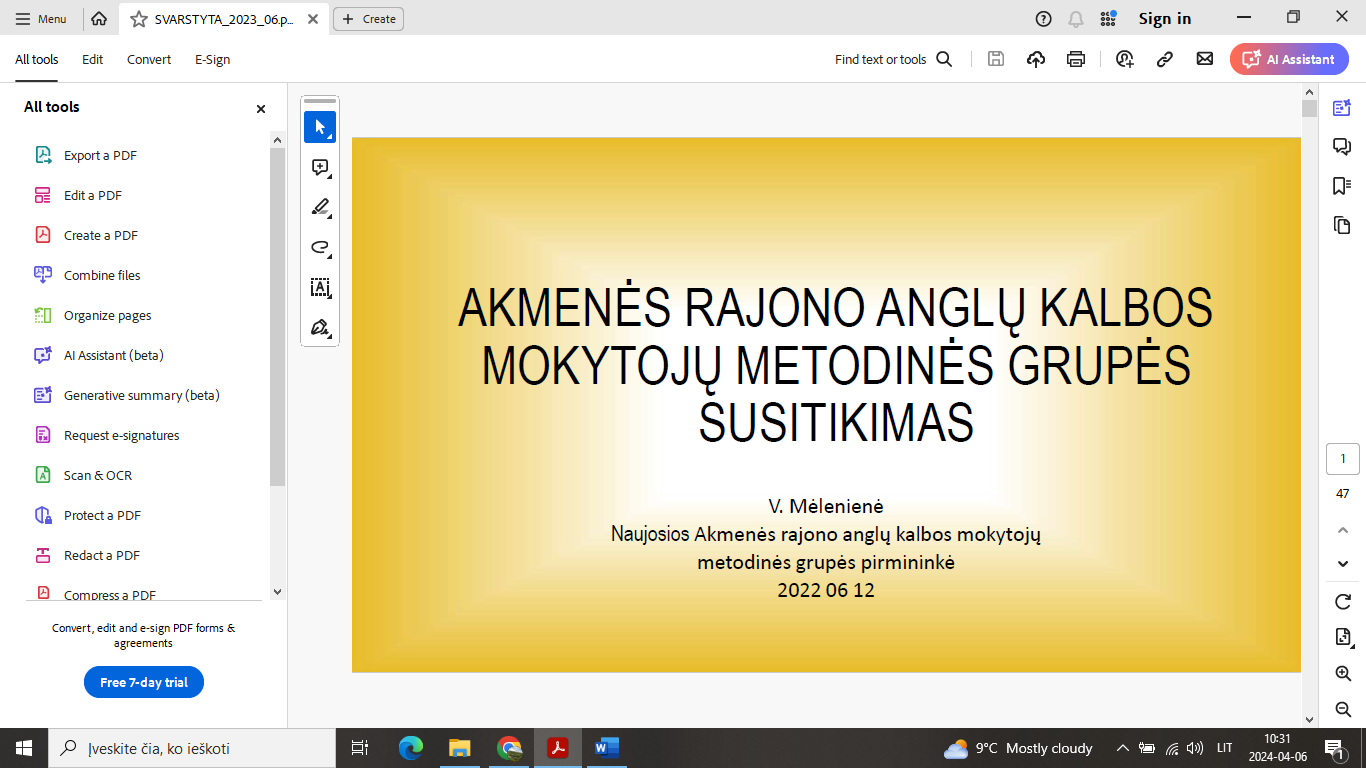 Menu
SVARSTYTA_2023_06.p...
Create
Sign in
All tools
Edit
Convert
E-Sign
Find text or tools
AI Assistant
All tools
Export a PDF
Edit a PDF
Create a PDF
Combine files
Organize pages
AI Assistant (beta)
Generative summary (beta)
Request e-signatures
Scan & OCR
Protect a PDF
Redact a PDF
Compress a PDF
Convert, edit and e-sign PDF forms &
agreements
Free 7-day trial
AKMENĖS RAJONO ANGLŲ KALBOS
MOKYTOJŲ METODINĖS GRUPĖS
SUSITIKIMAS
V. Mėlenienė
Naujosios Akmenės rajono anglų kalbos mokytojų
metodinės grupės pirmininkė
2022 06 12
1
47
Įveskite čia, ko ieškoti
9°C Mostly cloudy
LIT
10:31
2024-04-06
1